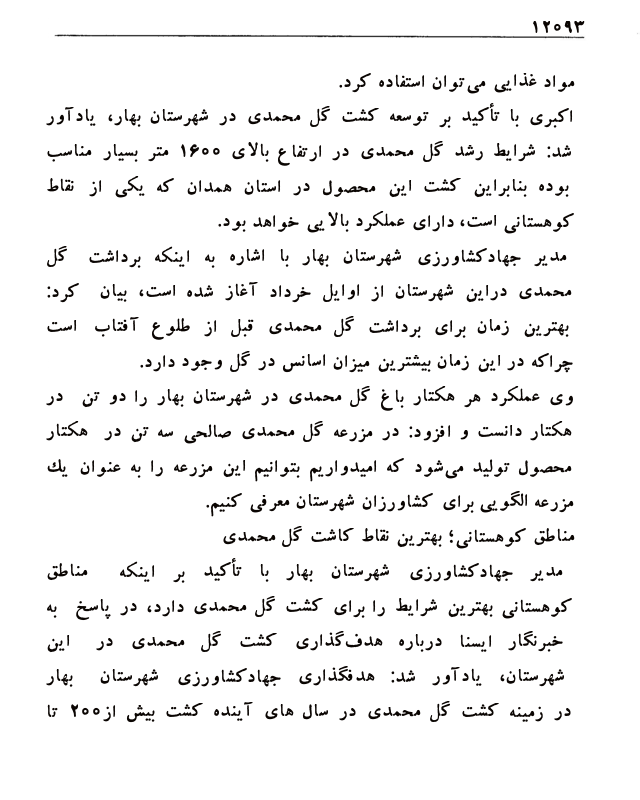 ۱۲۰۹۳
مواد غذایی می‌توان استفاده کرد.
اکبری با تأکید بر توسعه کشت گل محمدی در شهرستان بهار، یادآور
شد: شرایط رشد گل محمدی در ارتفاع بالای ۱۶۰۰ متر بسیار مناسب
بوده بنابراین کشت این محصول در استان همدان که یکی از نقاط
کوهستانی است، دارای عملکرد بالایی خواهد بود.
مدیر جهادکشاورزی شهرستان بهار با اشاره به اینکه برداشت گل
محمدی دراین شهرستان از اوایل خرداد آغاز شده است، بیان کرد:
بهترین زمان برای برداشت گل محمدی قبل از طلوع آفتاب است
چراکه در این زمان بیشترین میزان اسانس در گل وجود دارد.
وی عملکرد هر هکتار باغ گل محمدی در شهرستان بهار را دو تن در
هکتار دانست و افزود: در مزرعه گل محمدی صالحی سه تن در هکتار
محصول تولید می‌شود که امیدواریم بتوانیم این مزرعه را به عنوان یك
مزرعه الگویی برای کشاورزان شهرستان معرفی کنیم.
مناطق کوهستانی؛ بهترین نقاط کاشت گل محمدی
مدیر جهادکشاورزی شهرستان بهار با تأکید بر اینکه مناطق
کوهستانی بهترین شرایط را برای کشت گل محمدی دارد، در پاسخ به
خبرنگار ایسنا درباره هدف‌گذاری کشت گل محمدی در این
شهرستان، یادآور شد: هدفگذاری جهادکشاورزی شهرستان بهار
در زمینه کشت گل محمدی در سال های آینده کشت بیش از۲۰۰ تا